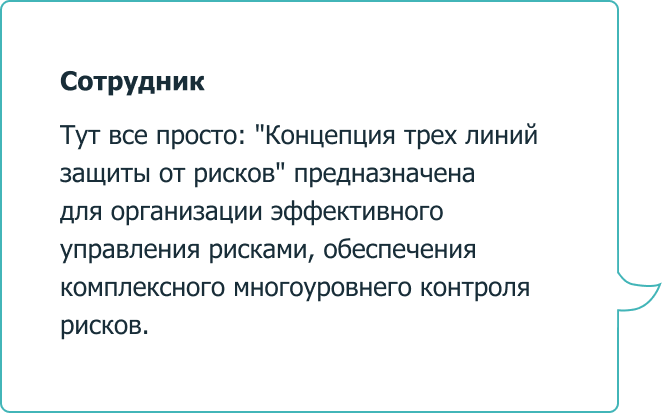 Сотрудник
Тут все просто: "Концепция трех линий
защиты от рисков" предназначена
для организации эффективного
управления рисками, обеспечения
комплексного многоуровнего контроля
рисков.